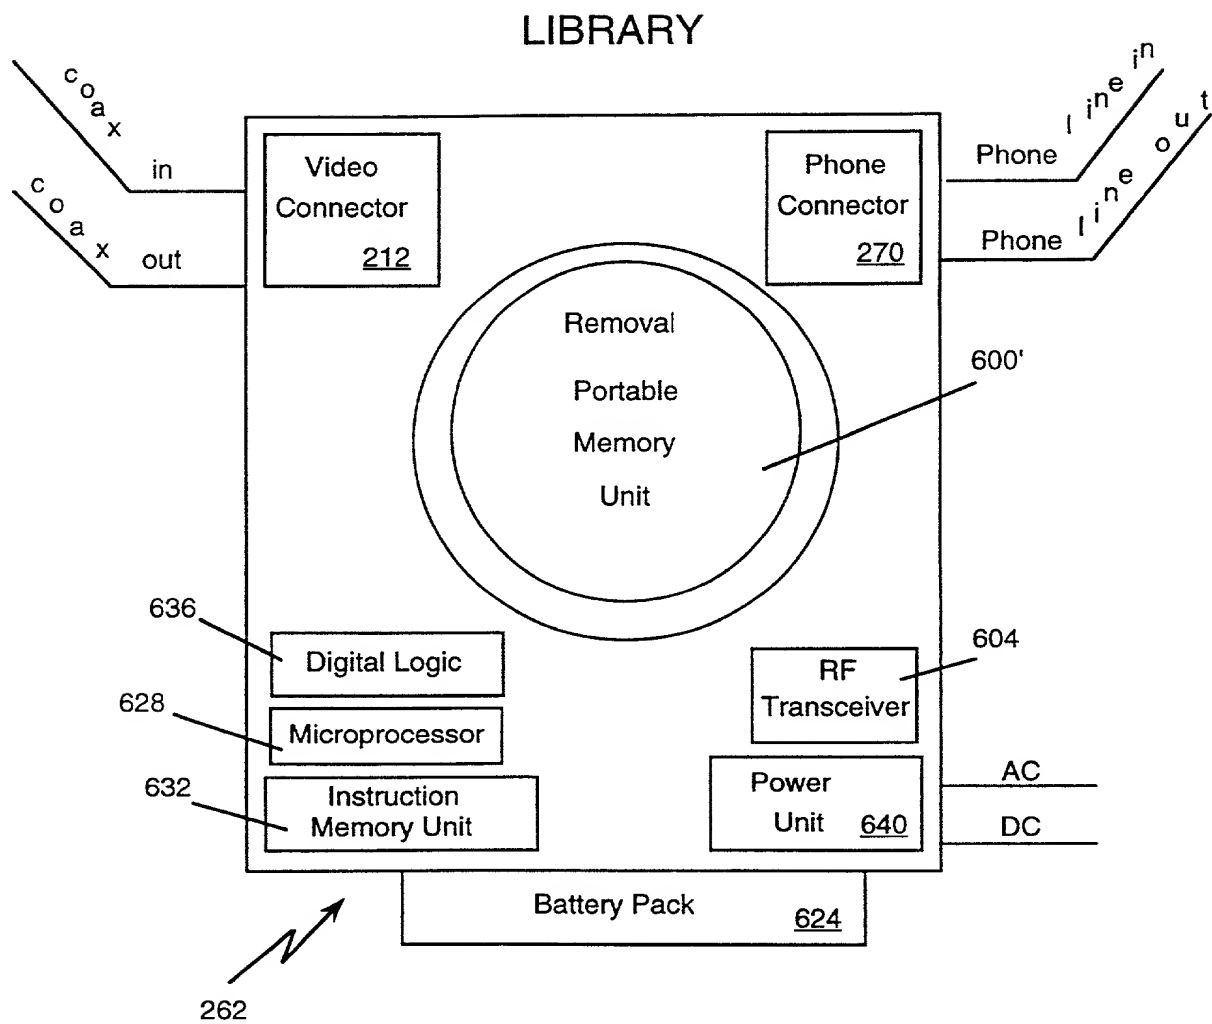 LIBRARY
coax in
coax out
Video
Connector
212
Phone
Connector
270
Phone line in
Phone line out
Removal
Portable
Memory
Unit
600'
636
Digital Logic
628
Microprocessor
632
Instruction
Memory Unit
604
RF
Transceiver
Power
Unit 640
AC
DC
Battery Pack 624
262